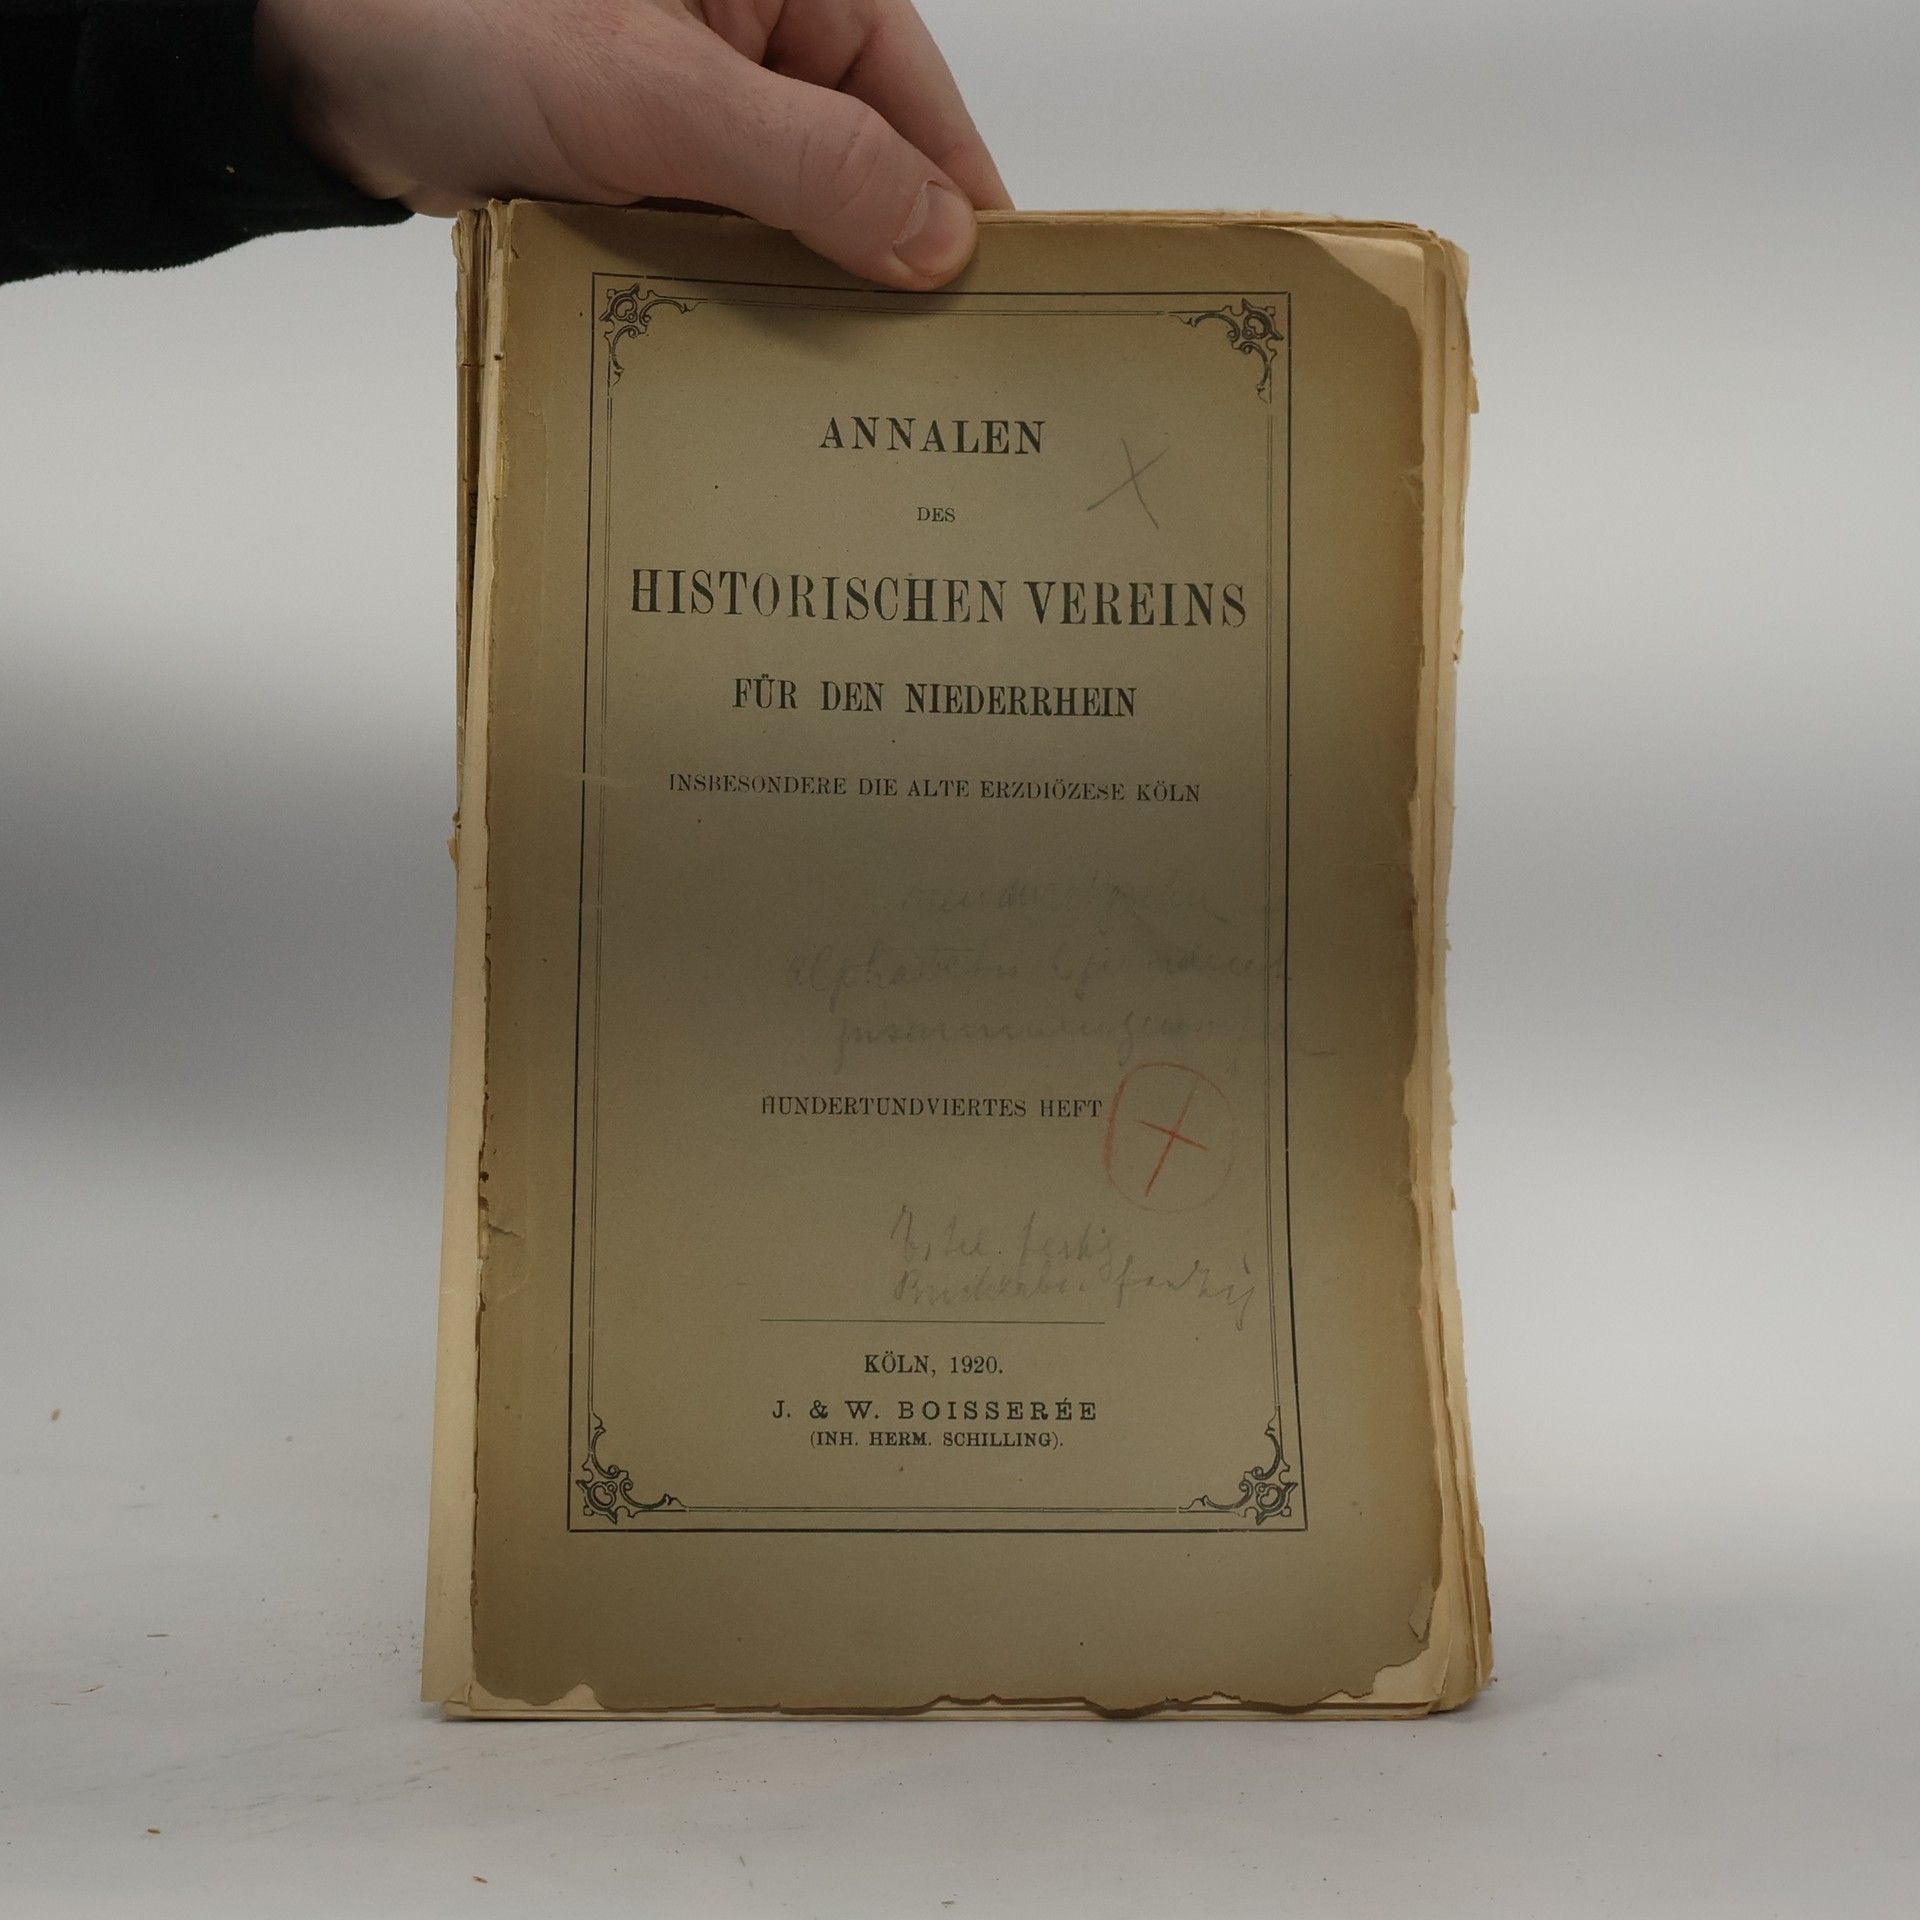 ANNALEN
DES
HISTORISCHEN VEREINS
FÜR DEN NIEDERRHEIN
INSBESONDERE DIE ALTE ERZDIÖZESE KÖLN
HUNDERTUNDVIERTES HEFT
fertig
KÖLN, 1920.
J. & W. BOISSERÉE
(INH. HERM. SCHILLING).